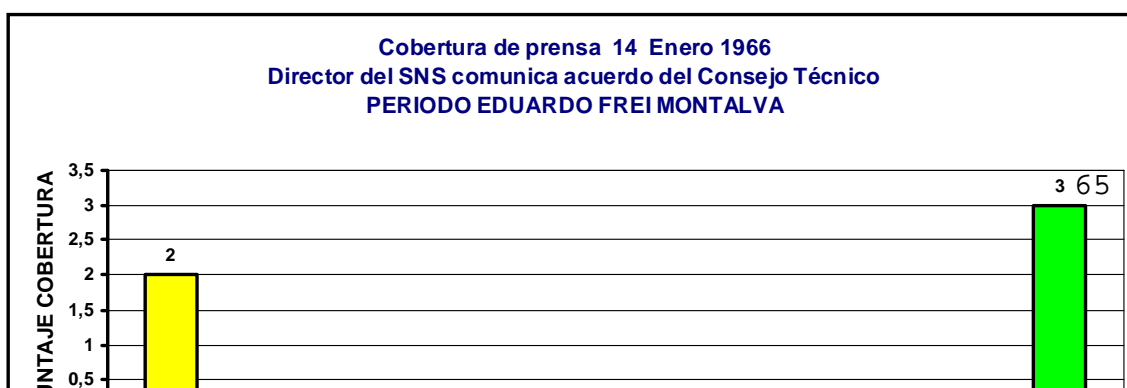 Cobertura de prensa 14 Enero 1966
Director del SNS comunica acuerdo del Consejo Técnico
PERIODO EDUARDO FREI MONTALVA
3,5
3
2,5
2
1,5
1
0,5
UNTAJE COBERTURA
2
3
65